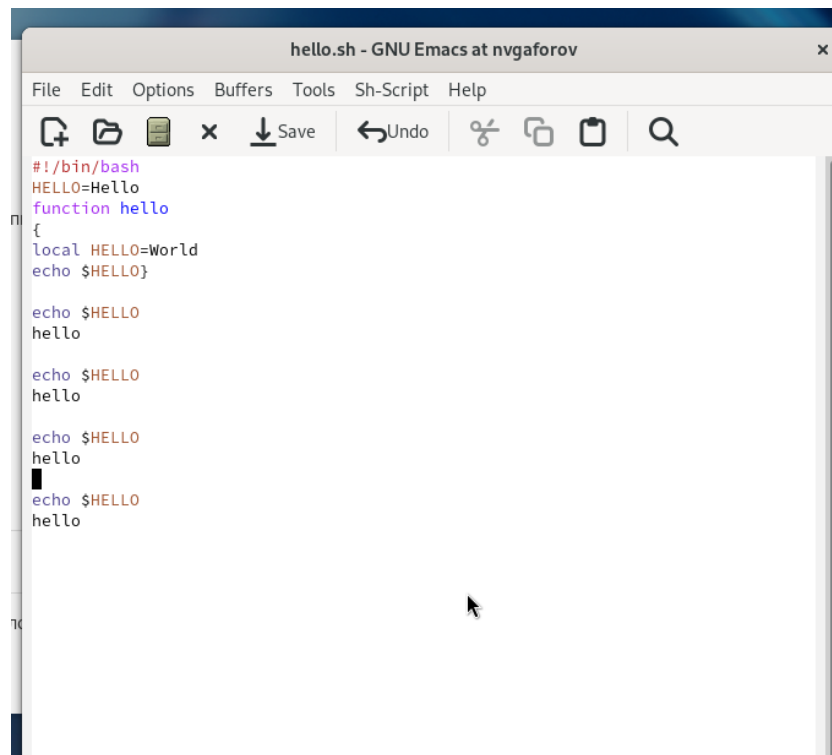 hello.sh - GNU Emacs at nvgaforov
File Edit Options Buffers Tools Sh-Script Help
Save Undo
#!/bin/bash
HELLO=Hello
function hello
{
local HELLO=World
echo $HELLO}
echo $HELLO
hello
echo $HELLO
hello
echo $HELLO
hello
echo $HELLO
hello